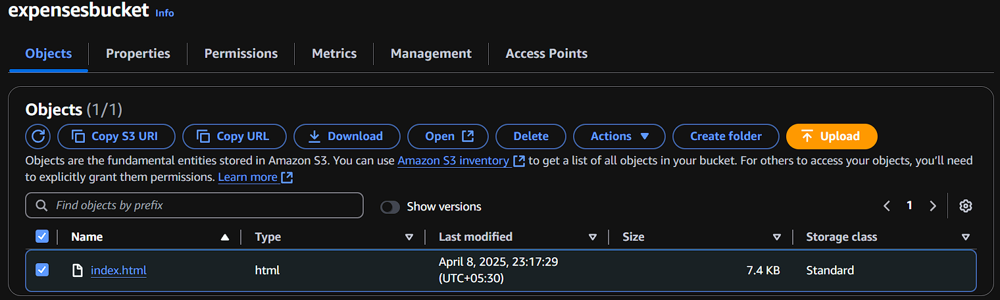 expensesbucket Info
Objects Properties Permissions Metrics Management Access Points
Objects (1/1)
Copy S3 URI Copy URL Download Open Delete Actions Create folder Upload
Objects are the fundamental entities stored in Amazon S3. You can use Amazon S3 inventory to get a list of all objects in your bucket. For others to access your objects, you’ll need
to explicitly grant them permissions. Learn more
Find objects by prefix Show versions 1
Name Type Last modified Size Storage class
index.html html April 8, 2025, 23:17:29 7.4 KB Standard
(UTC+05:30)